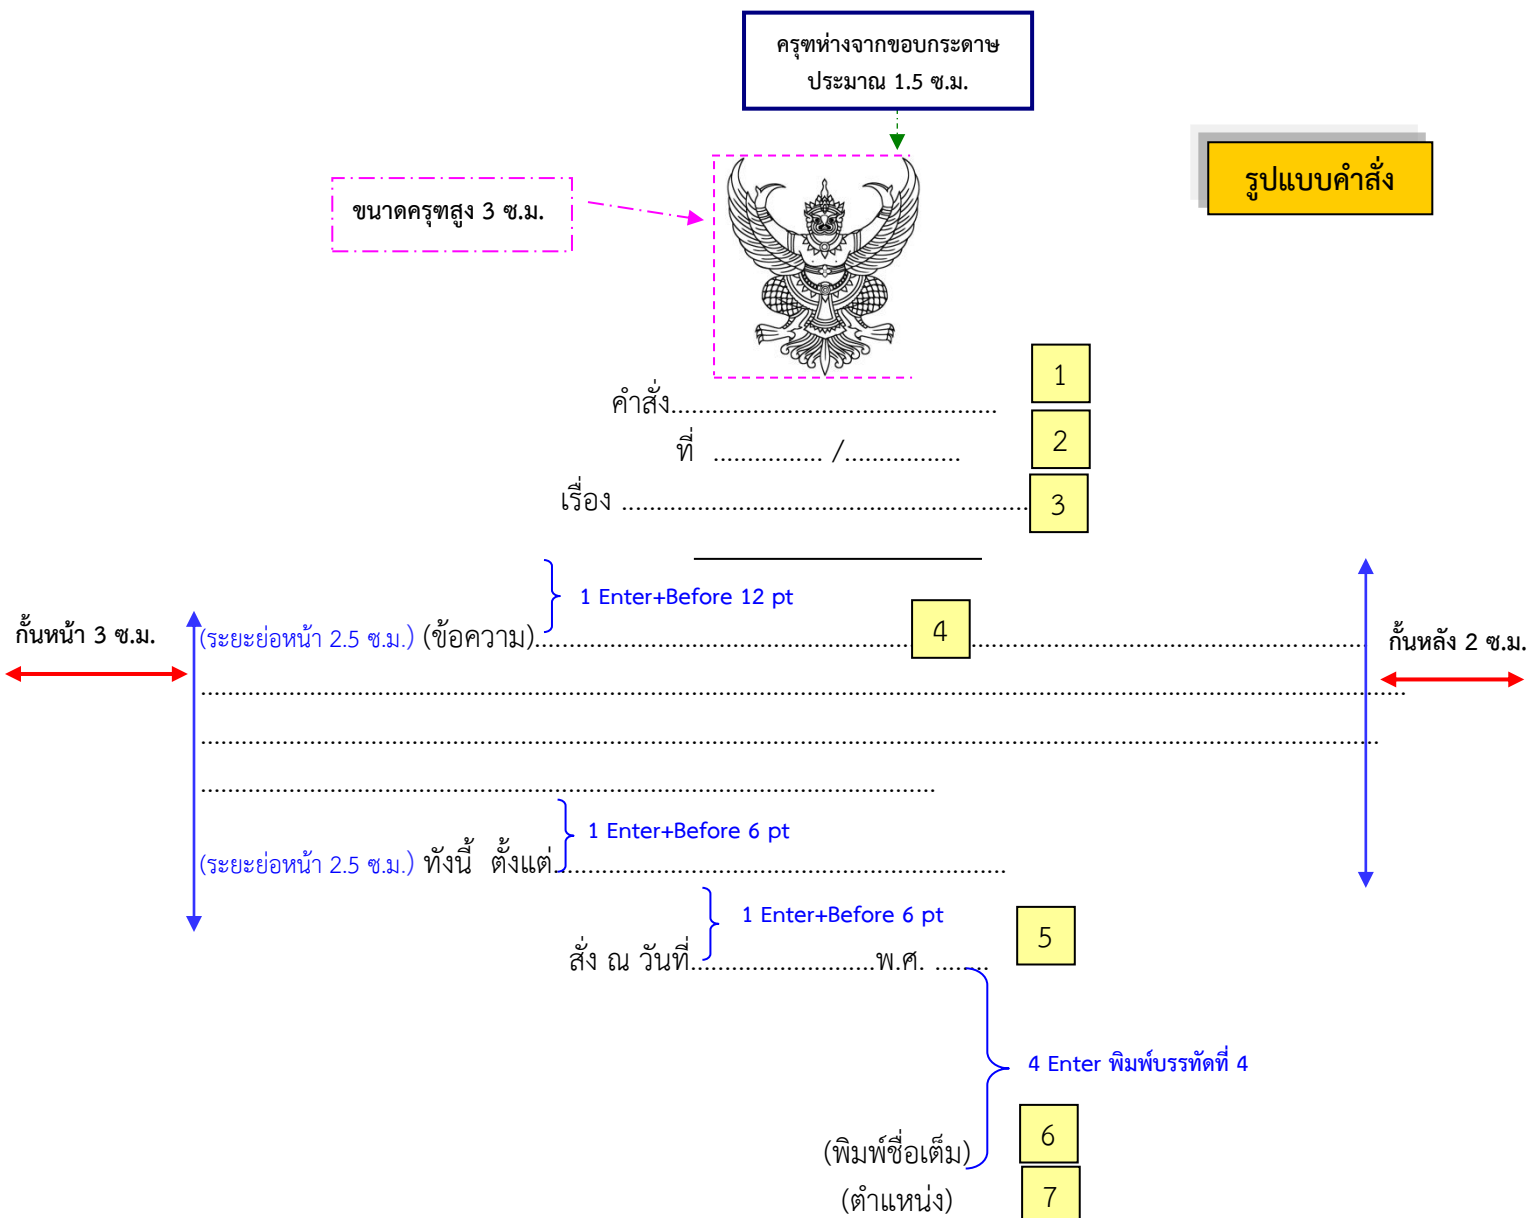 ครุฑห่างจากขอบกระดาษ
ประมาณ 1.5 ซ.ม.
รูปแบบคำสั่ง
ขนาดครุฑสูง 3 ซ.ม.
1
คำสั่ง...............................................
2
ที่ ................ /.................
3
เรื่อง ...........................................................
1 Enter+Before 12 pt
กั้นหน้า 3 ซ.ม.
(ระยะย่อหน้า 2.5 ซ.ม.) (ข้อความ)......................................................
4
..........................................................
กั้นหลัง 2 ซ.ม.
..............................................................................................................................................................................
..........................................................................................................................................................................
..........................................................................................................
1 Enter+Before 6 pt
(ระยะย่อหน้า 2.5 ซ.ม.) ทังนี้ ตั้งแต่.................................................................
1 Enter+Before 6 pt
5
สั่ง ณ วันที่...........................พ.ศ. ........
4 Enter พิมพ์บรรทัดที่ 4
6
(พิมพ์ชื่อเต็ม)
(ตำแหน่ง)
7